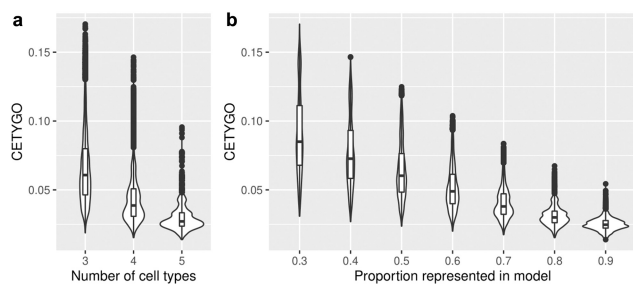 a
0.15
0.10
0.05
CETYGO
3 4 5
Number of cell types
b
0.15
0.10
0.05
CETYGO
0.3 0.4 0.5 0.6 0.7 0.8 0.9
Proportion represented in model